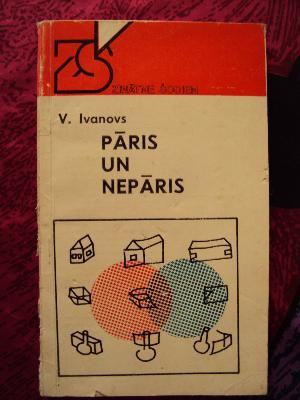 ZS
ZINĀTNE ŠODIEN
V. Ivanovs
PĀRIS
UN
NEPĀRIS